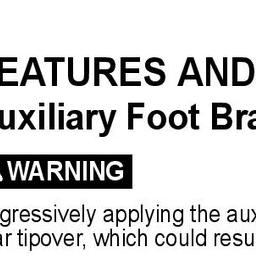 EATURES AND
uxiliary Foot Bra
WARNING
gressively applying the aux
ar tipover, which could resu